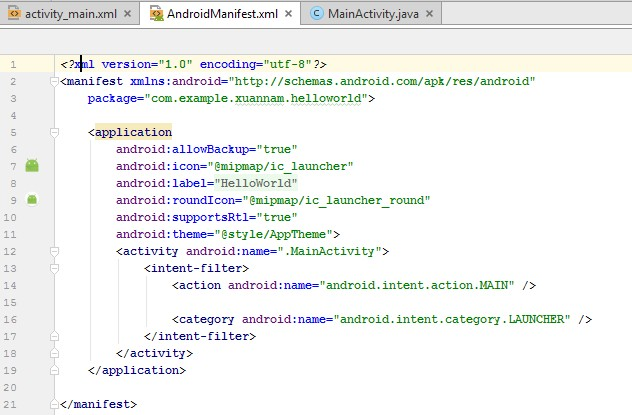 activity_main.xml × AndroidManifest.xml × MainActivity.java ×
1 <?xml version="1.0" encoding="utf-8"?>
2 <manifest xmlns:android="http://schemas.android.com/apk/res/android"
3 package="com.example.xuannam.helloworld">
4
5 <application
6 android:allowBackup="true"
7 android:icon="@mipmap/ic_launcher"
8 android:label="HelloWorld"
9 android:roundIcon="@mipmap/ic_launcher_round"
10 android:supportsRtl="true"
11 android:theme="@style/AppTheme">
12 <activity android:name=".MainActivity">
13 <intent-filter>
14 <action android:name="android.intent.action.MAIN" />
15
16 <category android:name="android.intent.category.LAUNCHER" />
17 </intent-filter>
18 </activity>
19 </application>
20
21 </manifest>